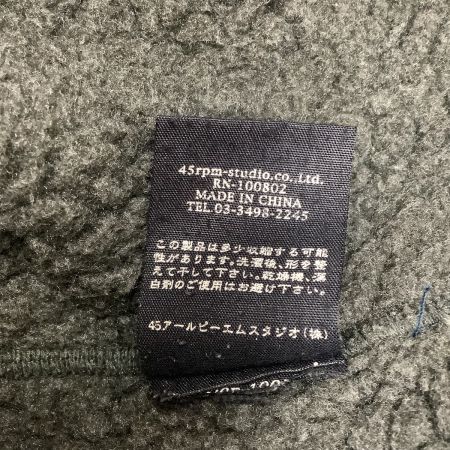 45rpm-studio.co.,Ltd.
RN-100802
MADE IN CHINA
TEL 03-3498-2245
この製品は多少収縮する可能
性があります。洗濯後、形を整
えて干して下さい。乾燥機、漂
白剤のご使用はお避け下さい。
45アールピーエムスタジオ(株)